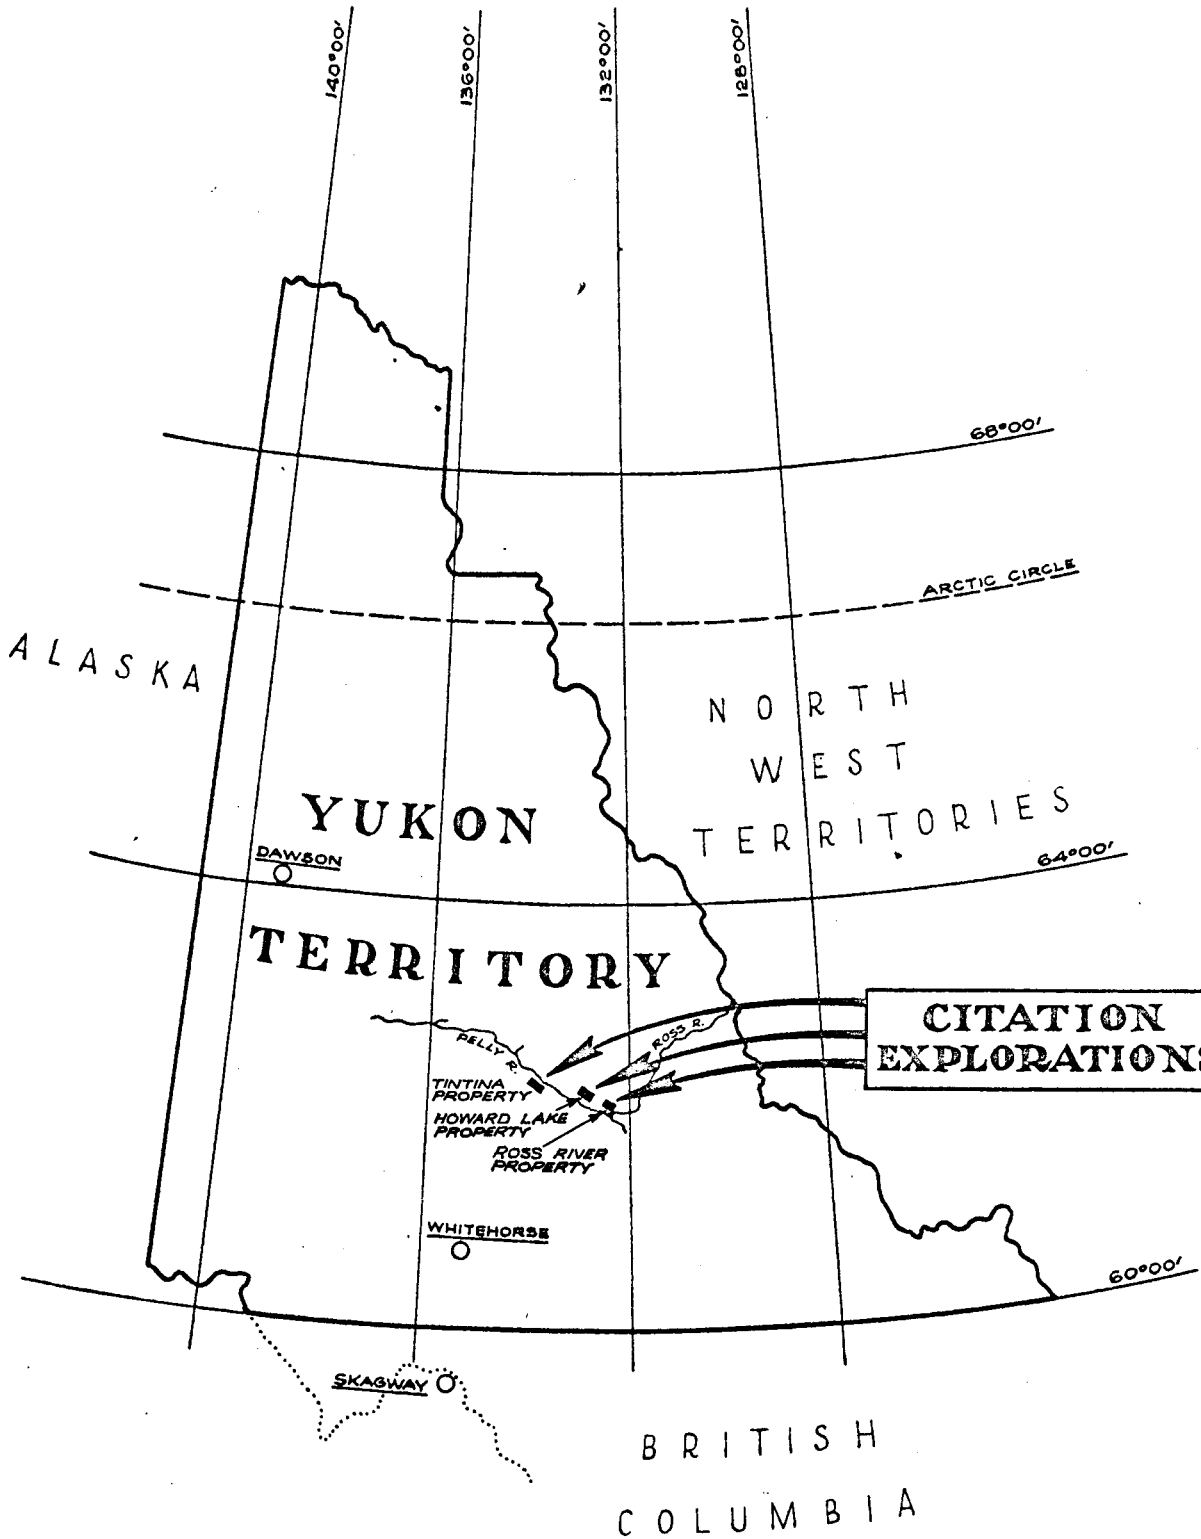 140°00'
136°00'
132°00'
128°00'
68°00'
ARCTIC CIRCLE
ALASKA
NORTH
WEST
TERRITORIES
YUKON
DAWSON
64°00'
TERRITORY
CITATION
EXPLORATIONS
ROSS R.
PELLY R.
TINTINA
PROPERTY
HOWARD LAKE
PROPERTY
ROSS RIVER
PROPERTY
WHITEHORSE
60°00'
SKAGWAY
BRITISH
COLUMBIA